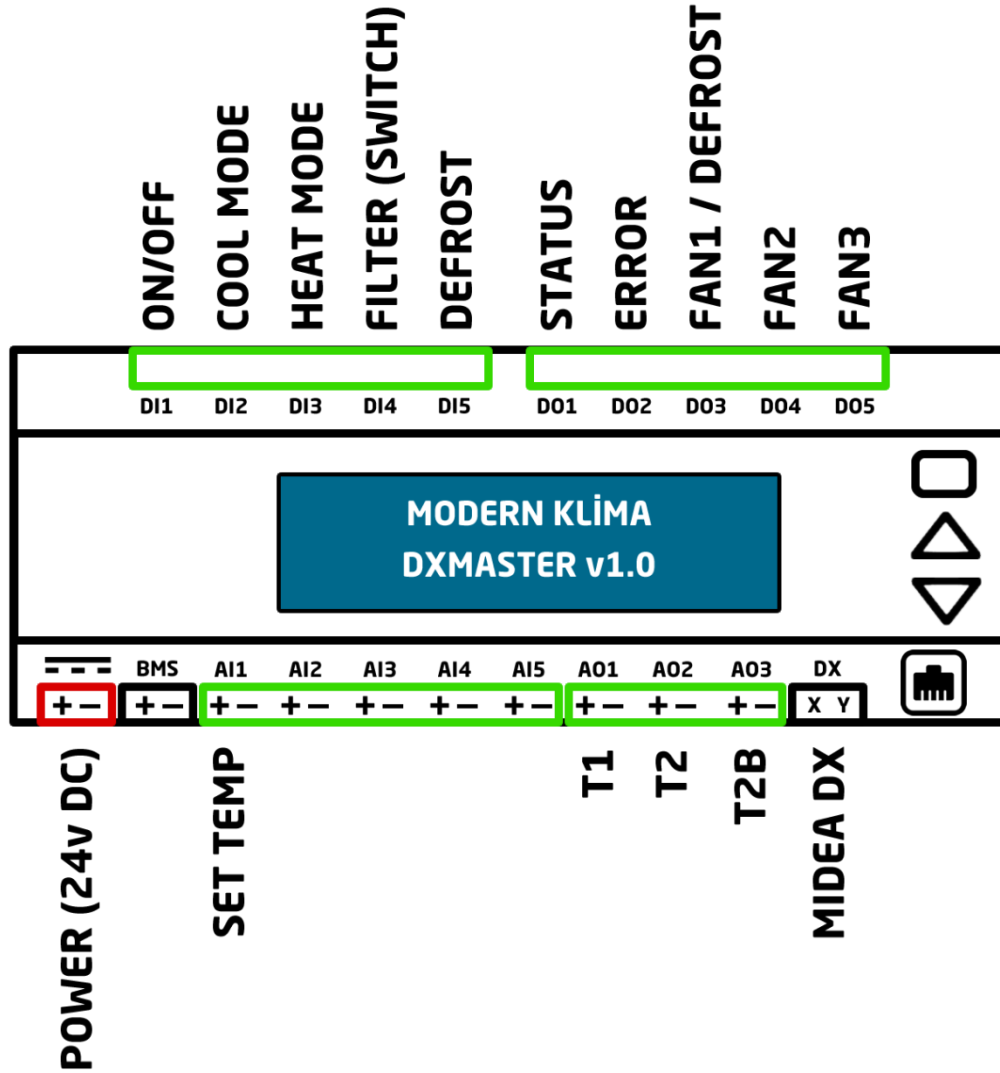 ON/OFF
COOL MODE
HEAT MODE
FILTER (SWITCH)
DEFROST
STATUS
ERROR
FAN1 / DEFROST
FAN2
FAN3
DI1 DI2 DI3 DI4 DI5 DO1 DO2 DO3 DO4 DO5
MODERN KLİMA
DXMASTER v1.0
BMS AI1 AI2 AI3 AI4 AI5 AO1 AO2 AO3 DX
+ − + − + − + − + − + − + − + − + − + − X Y
POWER (24v DC)
SET TEMP
T1
T2
T2B
MIDEA DX